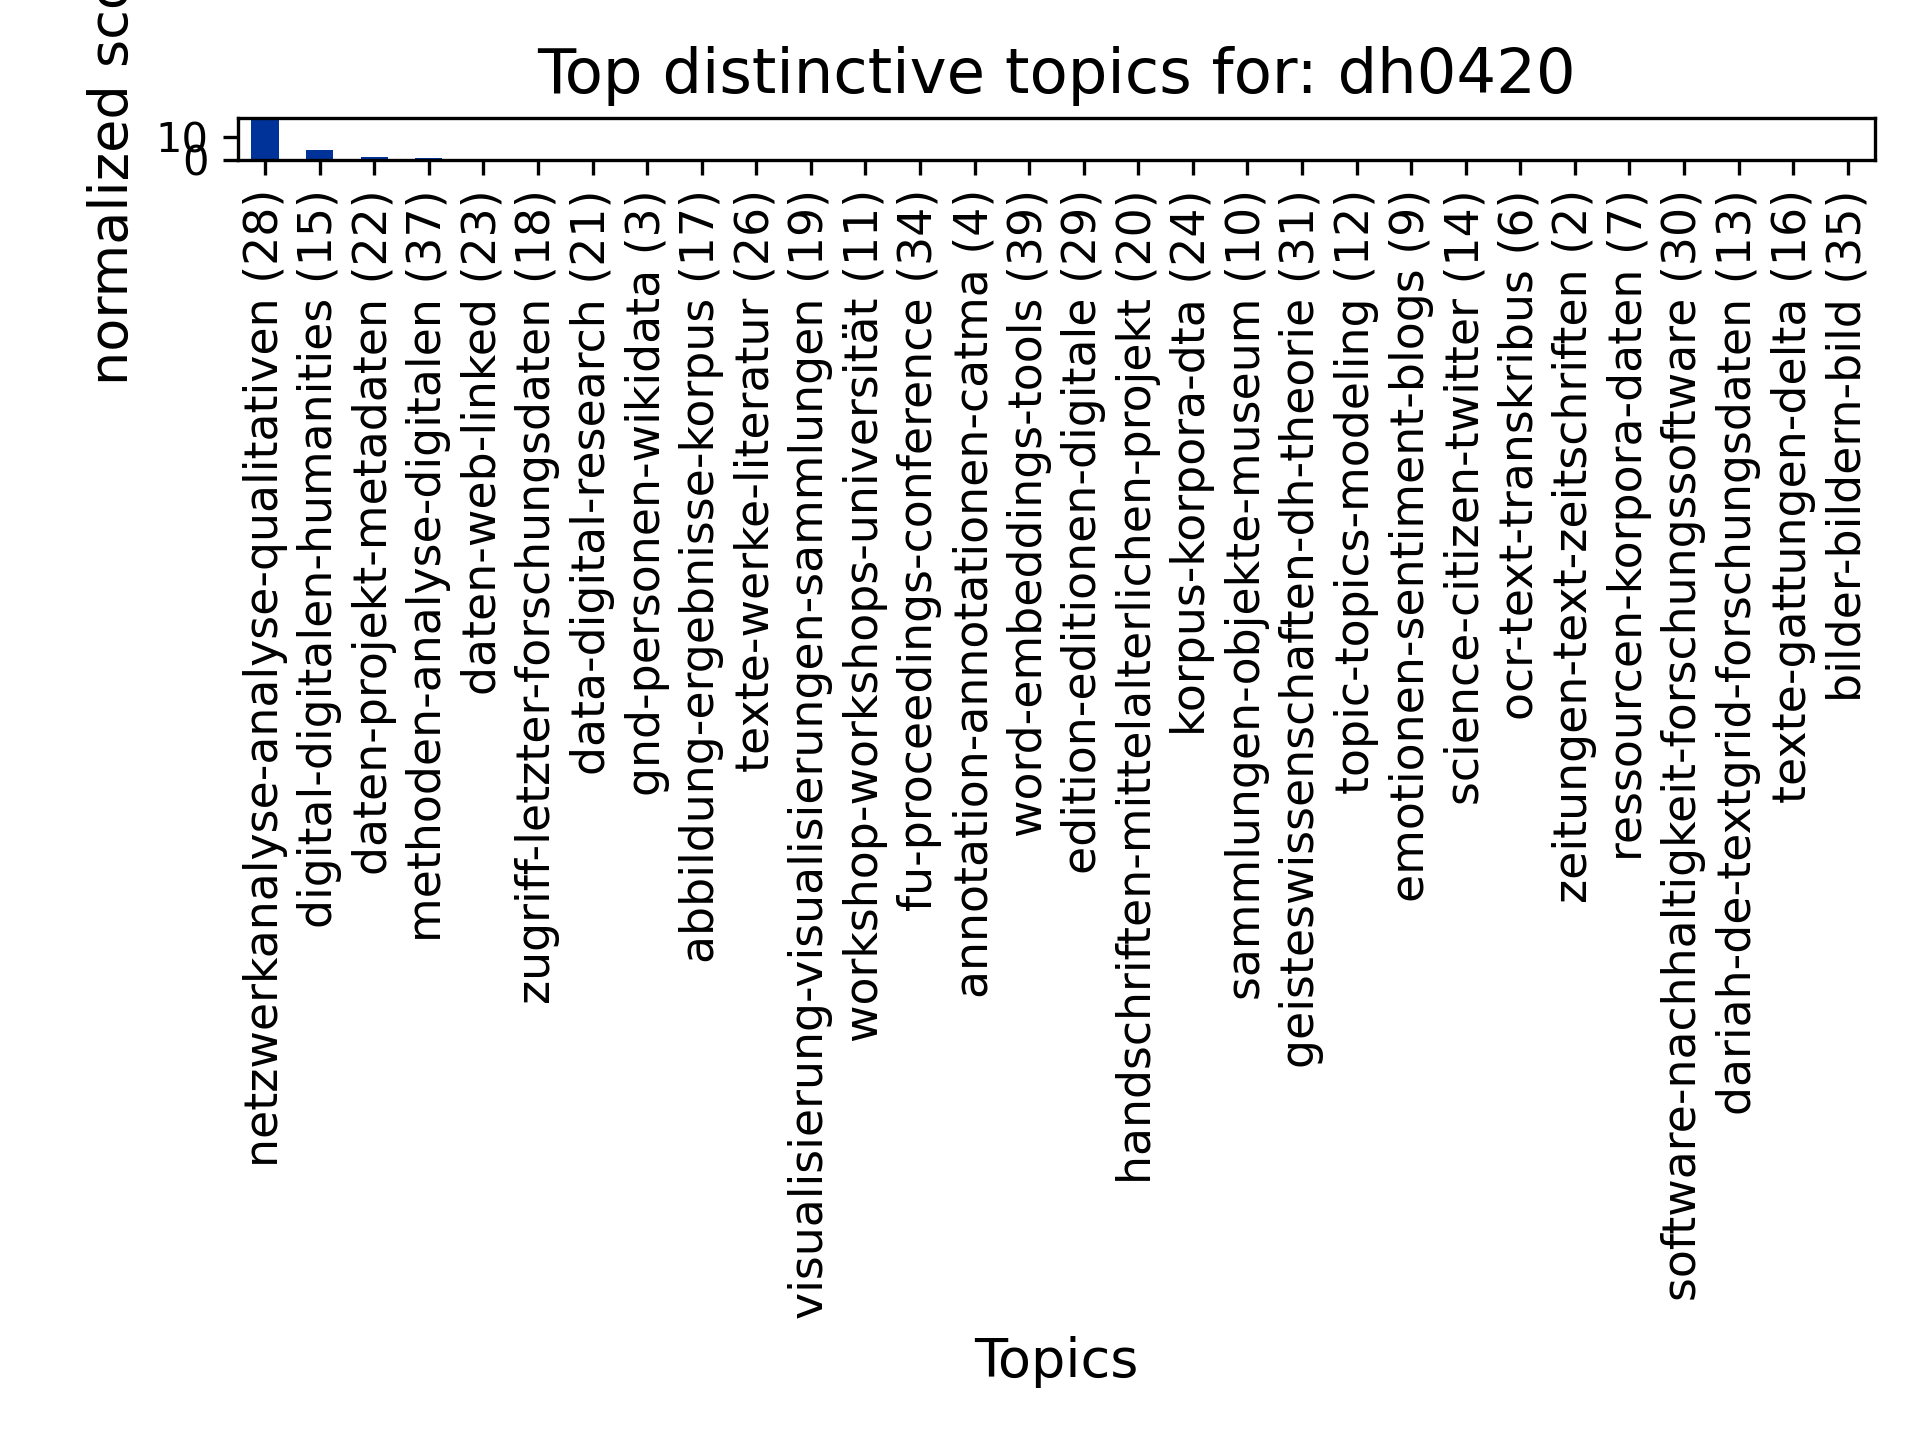 Top distinctive topics for: dh0420
normalized sco
10
0
netzwerkanalyse-analyse-qualitativen (28)
digital-digitalen-humanities (15)
daten-projekt-metadaten (22)
methoden-analyse-digitalen (37)
daten-web-linked (23)
zugriff-letzter-forschungsdaten (18)
data-digital-research (21)
gnd-personen-wikidata (3)
abbildung-ergebnisse-korpus (17)
texte-werke-literatur (26)
visualisierung-visualisierungen-sammlungen (19)
workshop-workshops-universität (11)
fu-proceedings-conference (34)
annotation-annotationen-catma (4)
word-embeddings-tools (39)
edition-editionen-digitale (29)
handschriften-mittelalterlichen-projekt (20)
korpus-korpora-dta (24)
sammlungen-objekte-museum (10)
geisteswissenschaften-dh-theorie (31)
topic-topics-modeling (12)
emotionen-sentiment-blogs (9)
science-citizen-twitter (14)
ocr-text-transkribus (6)
zeitungen-text-zeitschriften (2)
ressourcen-korpora-daten (7)
software-nachhaltigkeit-forschungssoftware (30)
dariah-de-textgrid-forschungsdaten (13)
texte-gattungen-delta (16)
bilder-bildern-bild (35)
Topics